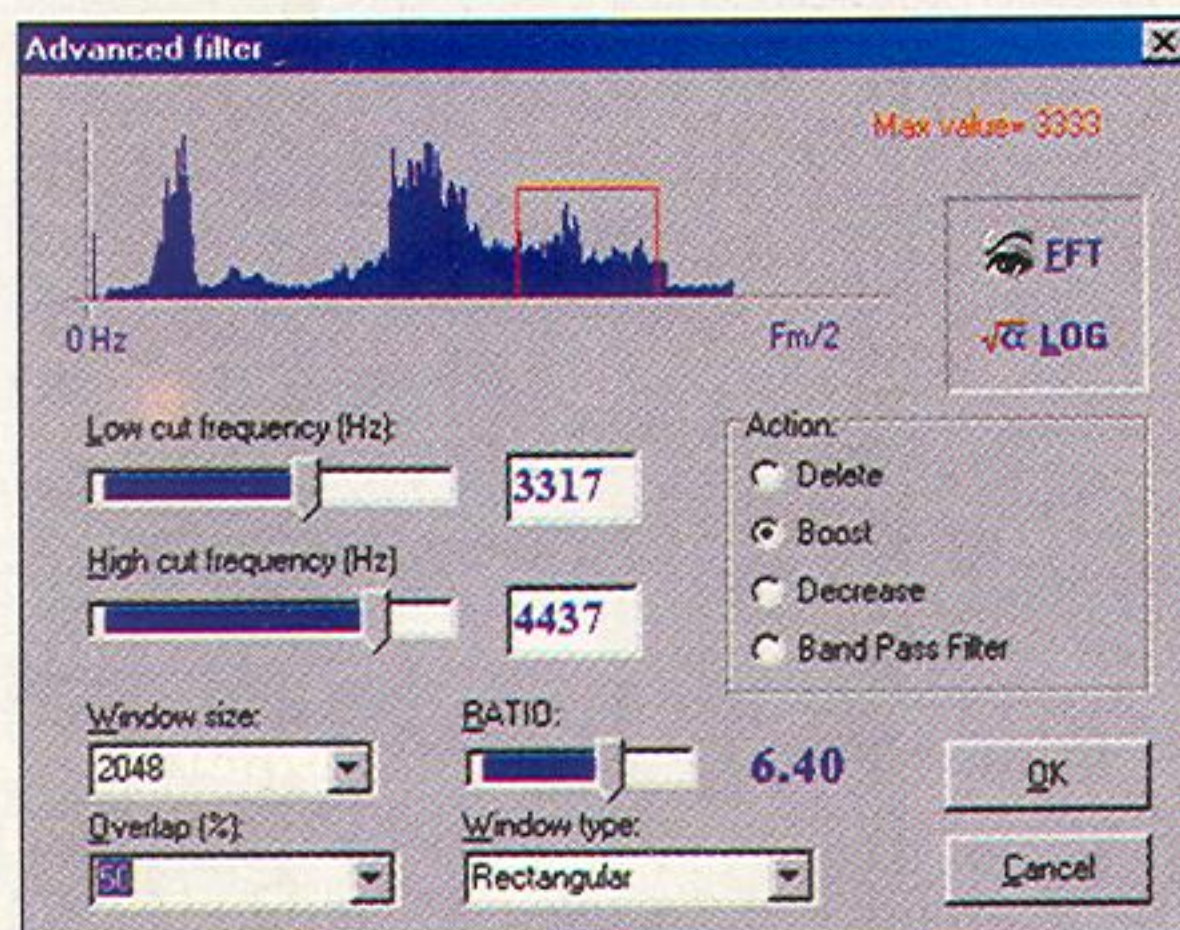 Advanced filter
Max value= 3333
0 Hz
Fm/2
FFT
√α LOG
Low cut frequency (Hz):
3317
High cut frequency (Hz)
4437
Action:
Delete
Boost
Decrease
Band Pass Filter
Window size:
2048
RATIO:
6.40
Overlap (%):
50
Window type:
Rectangular
OK
Cancel